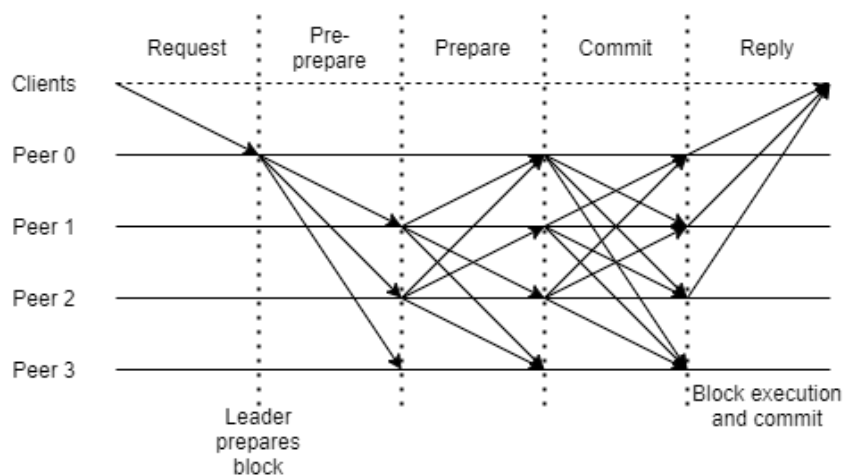 Request
Pre-
prepare
Prepare
Commit
Reply
Clients
Peer 0
Peer 1
Peer 2
Peer 3
Leader
prepares
block
Block execution
and commit